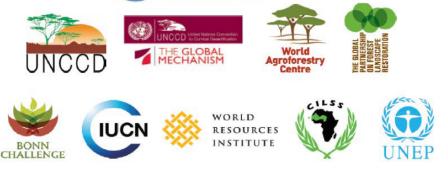 UNCCD
UNCCD United Nations Convention
to Combat Desertification
THE GLOBAL
MECHANISM
World
Agroforestry
Centre
THE GLOBAL
PARTNERSHIP
ON FOREST
LANDSCAPE
RESTORATION
BONN
CHALLENGE
IUCN
WORLD
RESOURCES
INSTITUTE
CILSS
UNEP